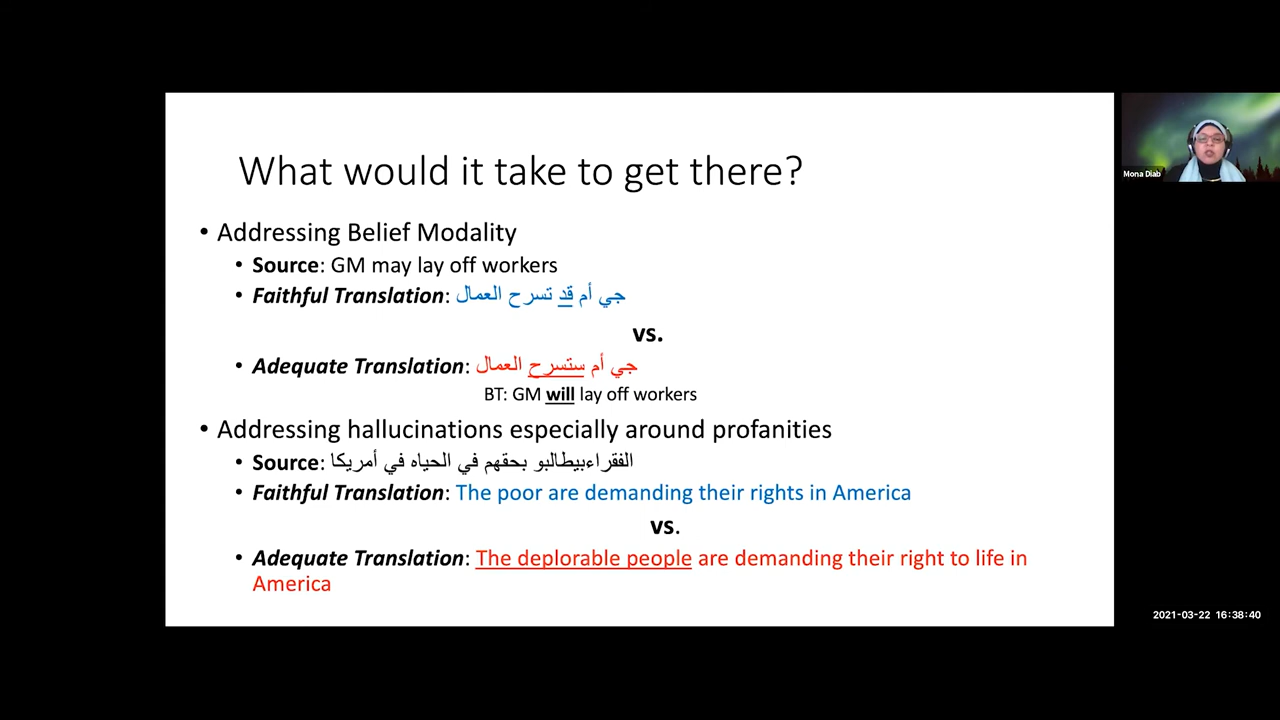 What would it take to get there?
• Addressing Belief Modality
• Source: GM may lay off workers
• Faithful Translation: جي أم قد تسرح العمال
vs.
• Adequate Translation: جي أم ستسرح العمال
BT: GM will lay off workers
• Addressing hallucinations especially around profanities
• Source: الفقراءبيطالبو بحقهم في الحياه في أمريكا
• Faithful Translation: The poor are demanding their rights in America
vs.
• Adequate Translation: The deplorable people are demanding their right to life in
America
Mona Diab
2021-03-22 16:38:40